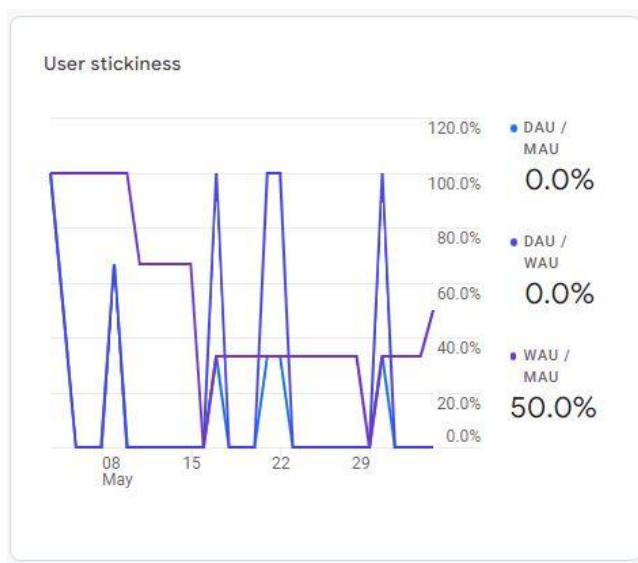 User stickiness
120.0%
100.0%
80.0%
60.0%
40.0%
20.0%
0.0%
08
May
15
22
29
DAU /
MAU
0.0%
DAU /
WAU
0.0%
WAU /
MAU
50.0%